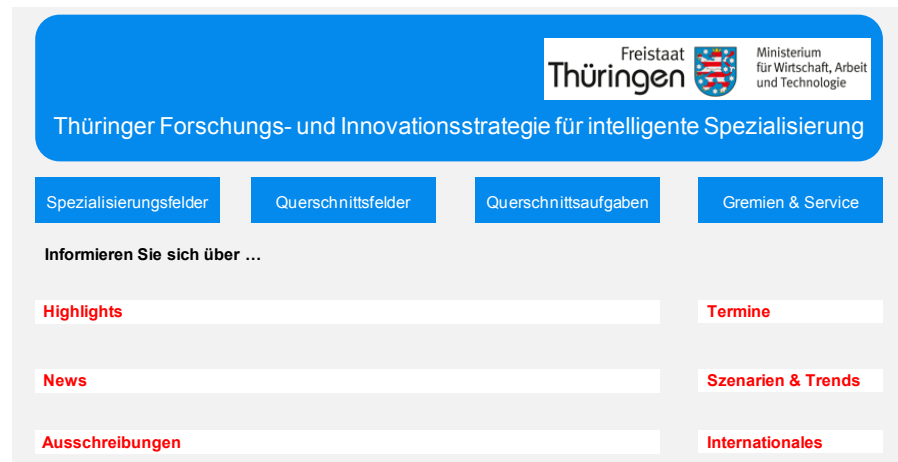 Freistaat
Thüringen
Ministerium
für Wirtschaft, Arbeit
und Technologie
Thüringer Forschungs- und Innovationsstrategie für intelligente Spezialisierung
Spezialisierungsfelder
Querschnittsfelder
Querschnittsaufgaben
Gremien & Service
Informieren Sie sich über …
Highlights
Termine
News
Szenarien & Trends
Ausschreibungen
Internationales